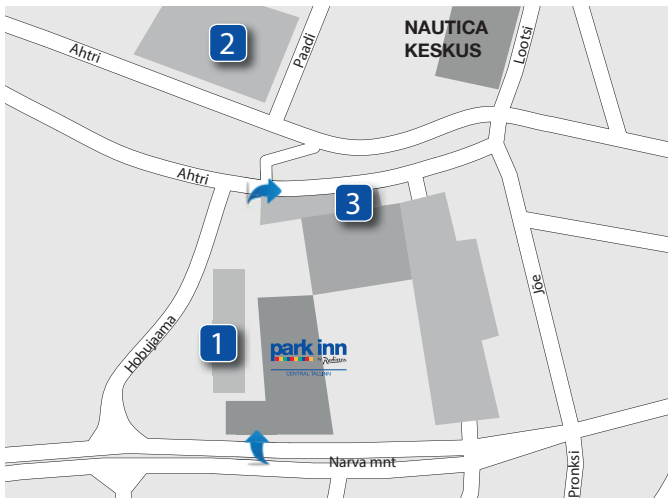 2
NAUTICA
KESKUS
Ahtri
Paadi
Lootsi
Ahtri
3
Hobujaama
1
park inn
by Radisson
CENTRAL TALLINN
Jõe
Narva mnt
Pronksi